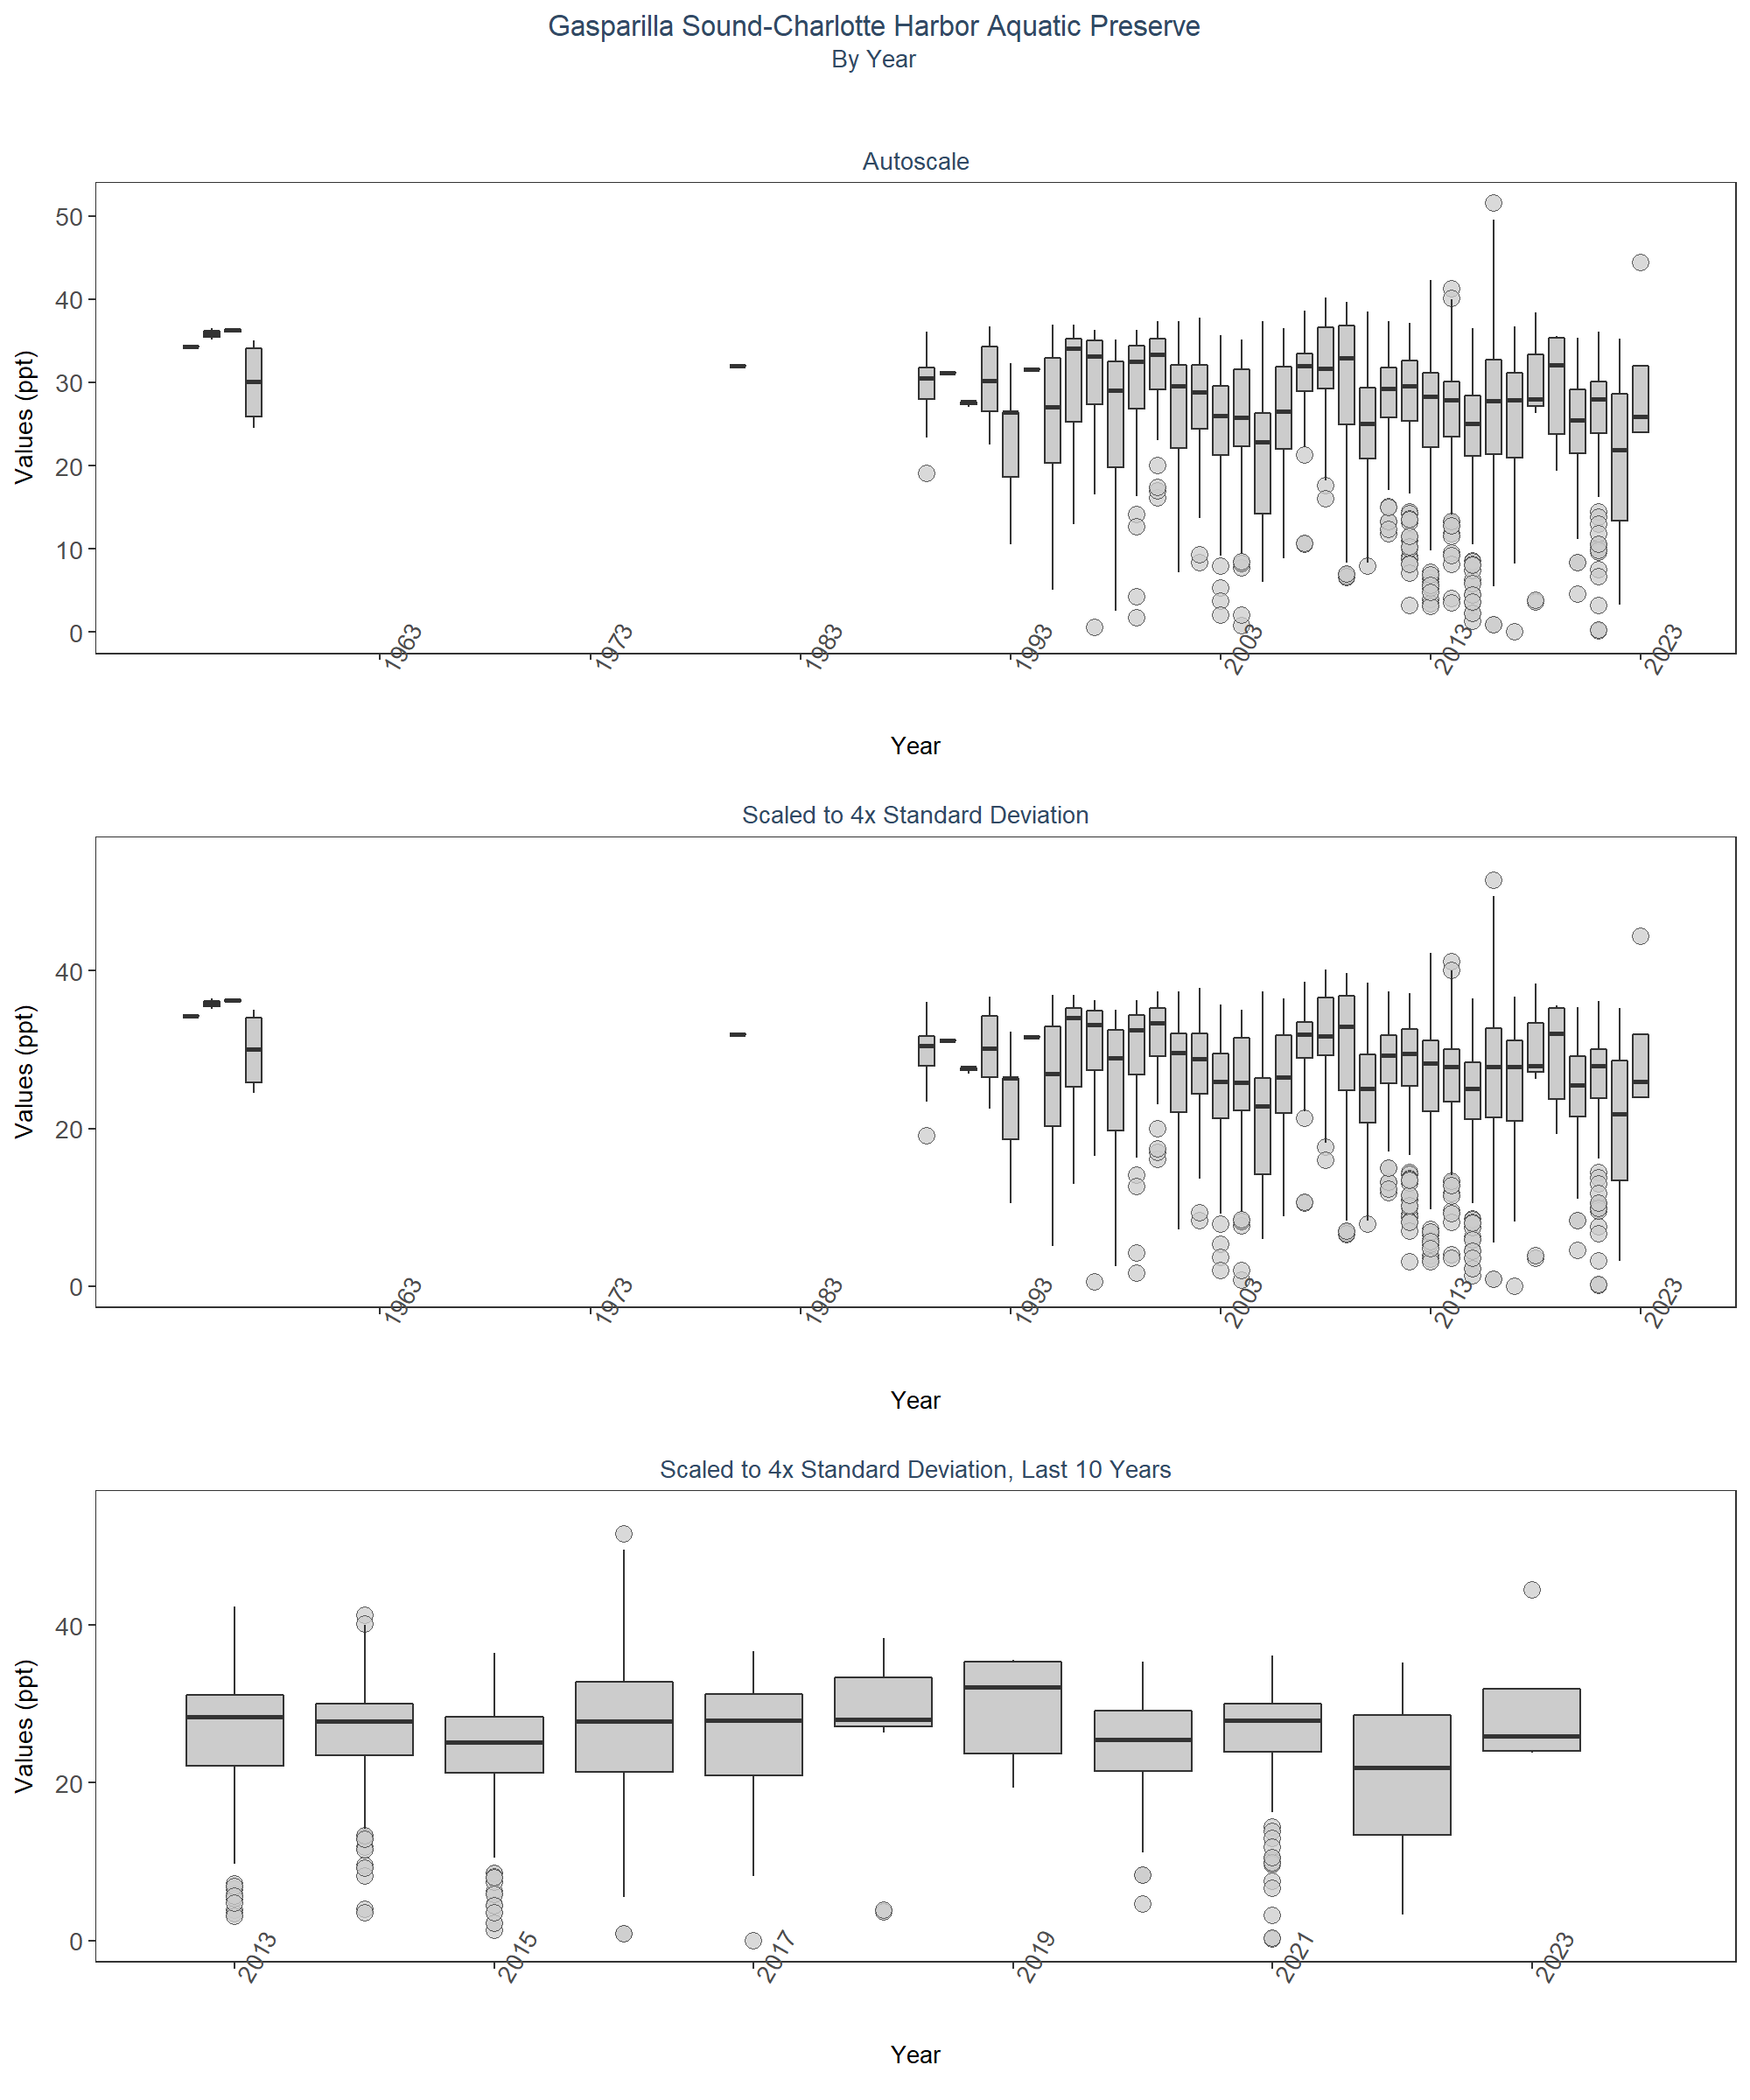 Gasparilla Sound-Charlotte Harbor Aquatic Preserve
By Year
Autoscale
Values (ppt)
50
40
30
20
10
0
1963
1973
1983
1993
2003
2013
2023
Year
Scaled to 4x Standard Deviation
Values (ppt)
40
20
0
1963
1973
1983
1993
2003
2013
2023
Year
Scaled to 4x Standard Deviation, Last 10 Years
Values (ppt)
40
20
0
2013
2015
2017
2019
2021
2023
Year